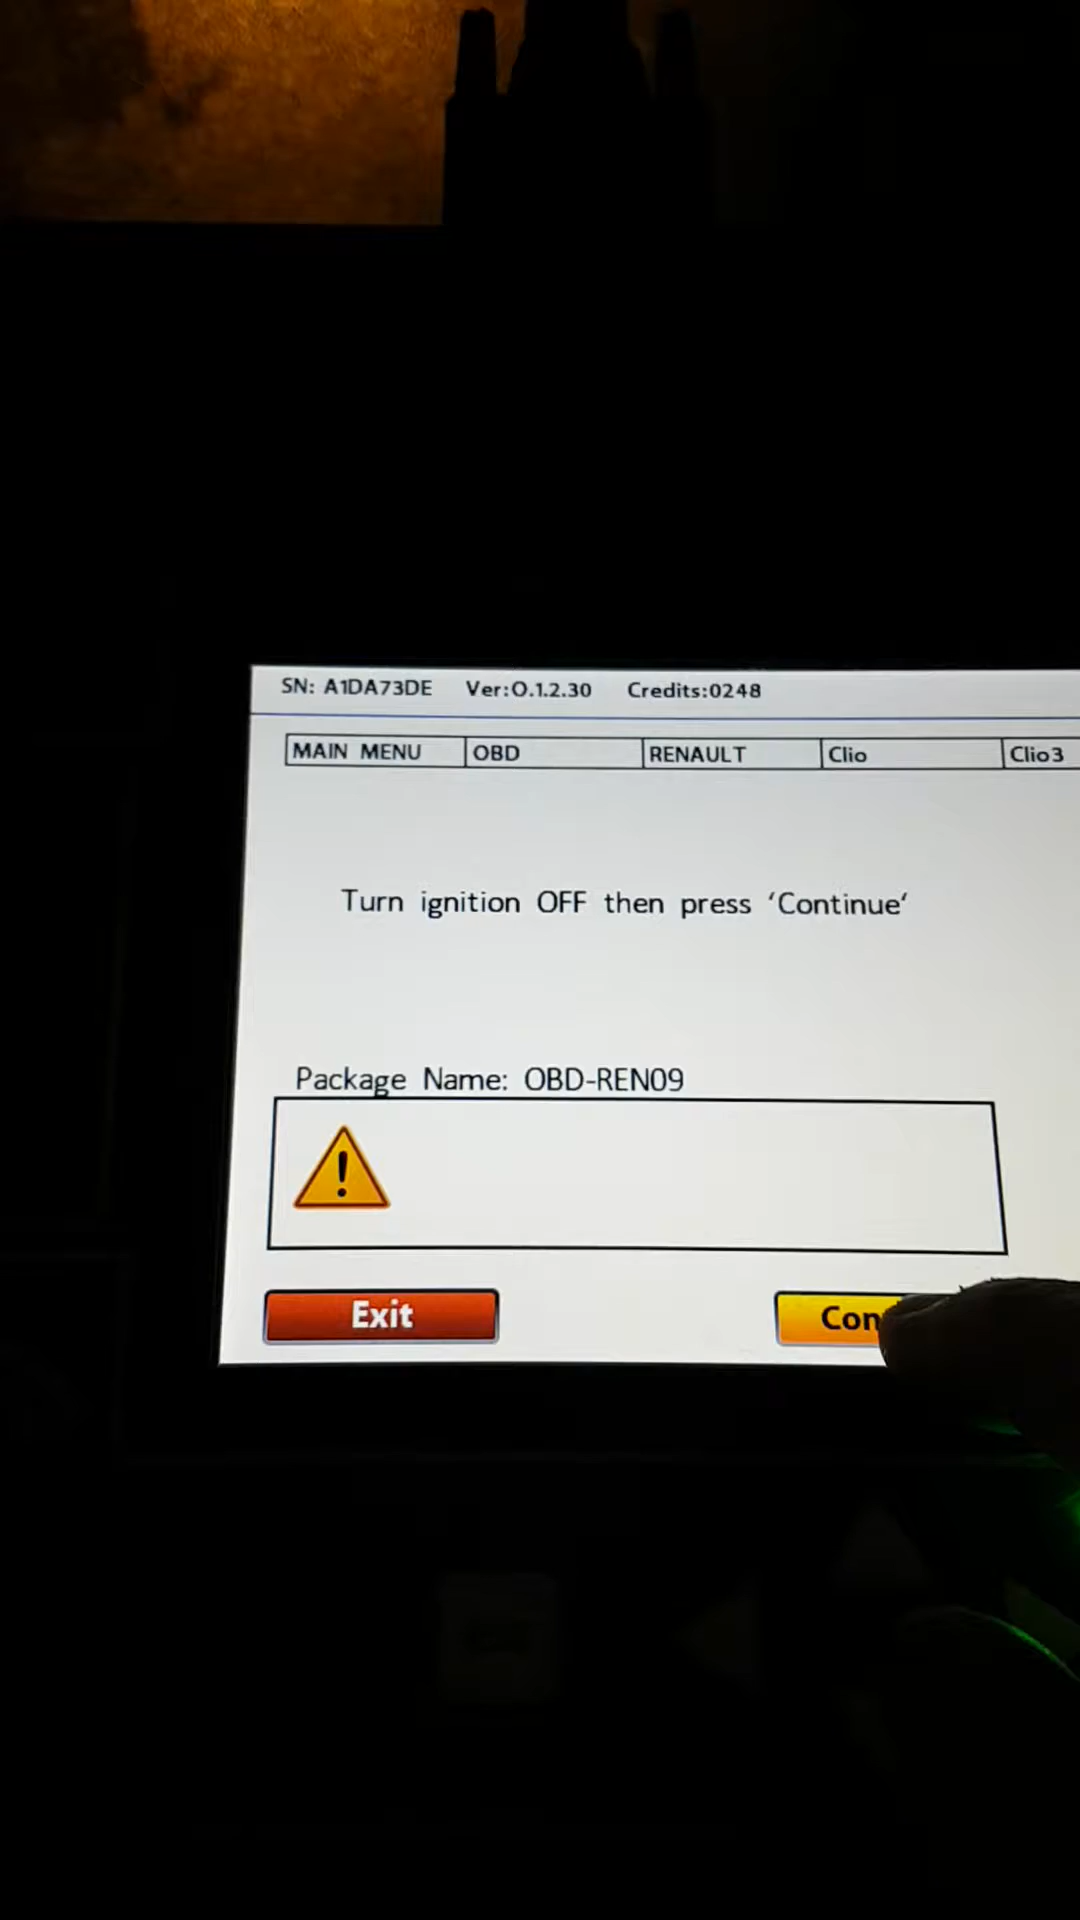 SN: A1DA73DE Ver:O.1.2.30 Credits:0248
MAIN MENU OBD RENAULT Clio Clio3
Turn ignition OFF then press ‘Continue’
Package Name: OBD-REN09
!
Exit Con